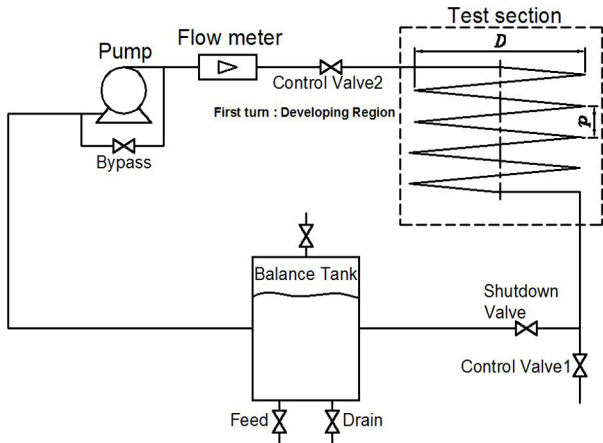 Test section
D
Flow meter
Pump
Control Valve2
First turn : Developing Region
P
Bypass
Balance Tank
Shutdown
Valve
Control Valve1
Feed
Drain